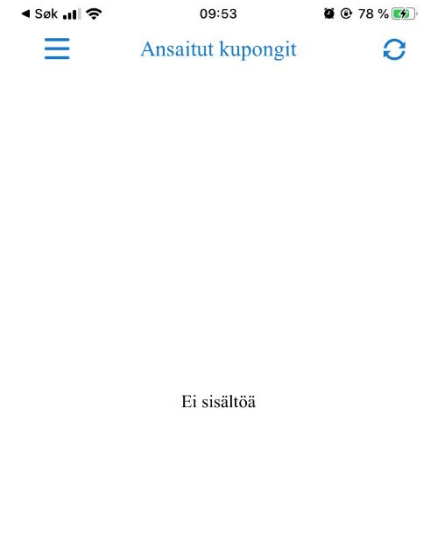 ◀ Søk 09:53 78 %
Ansaitut kupongit
Ei sisältöä